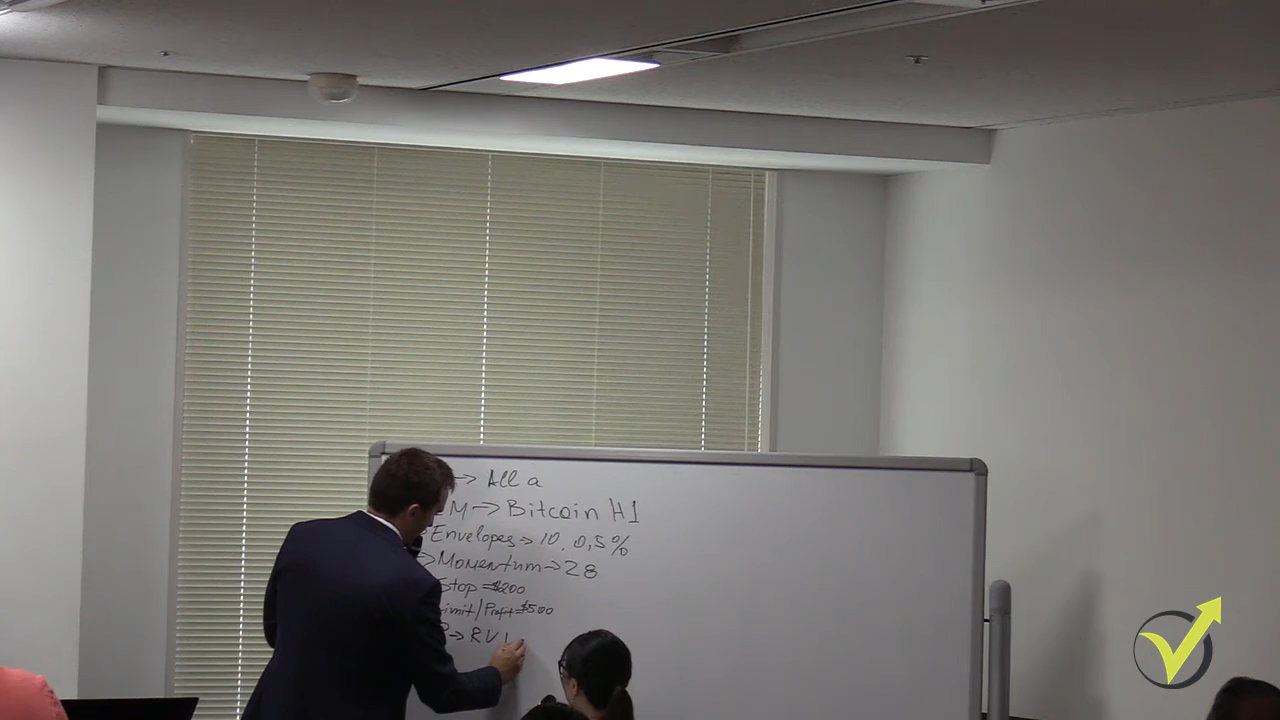 → All a
M → Bitcoin H1
Envelopes → 10, 0,5%
→ Momentum → 28
Stop = $200
imit/Profit = $500
→ RVI